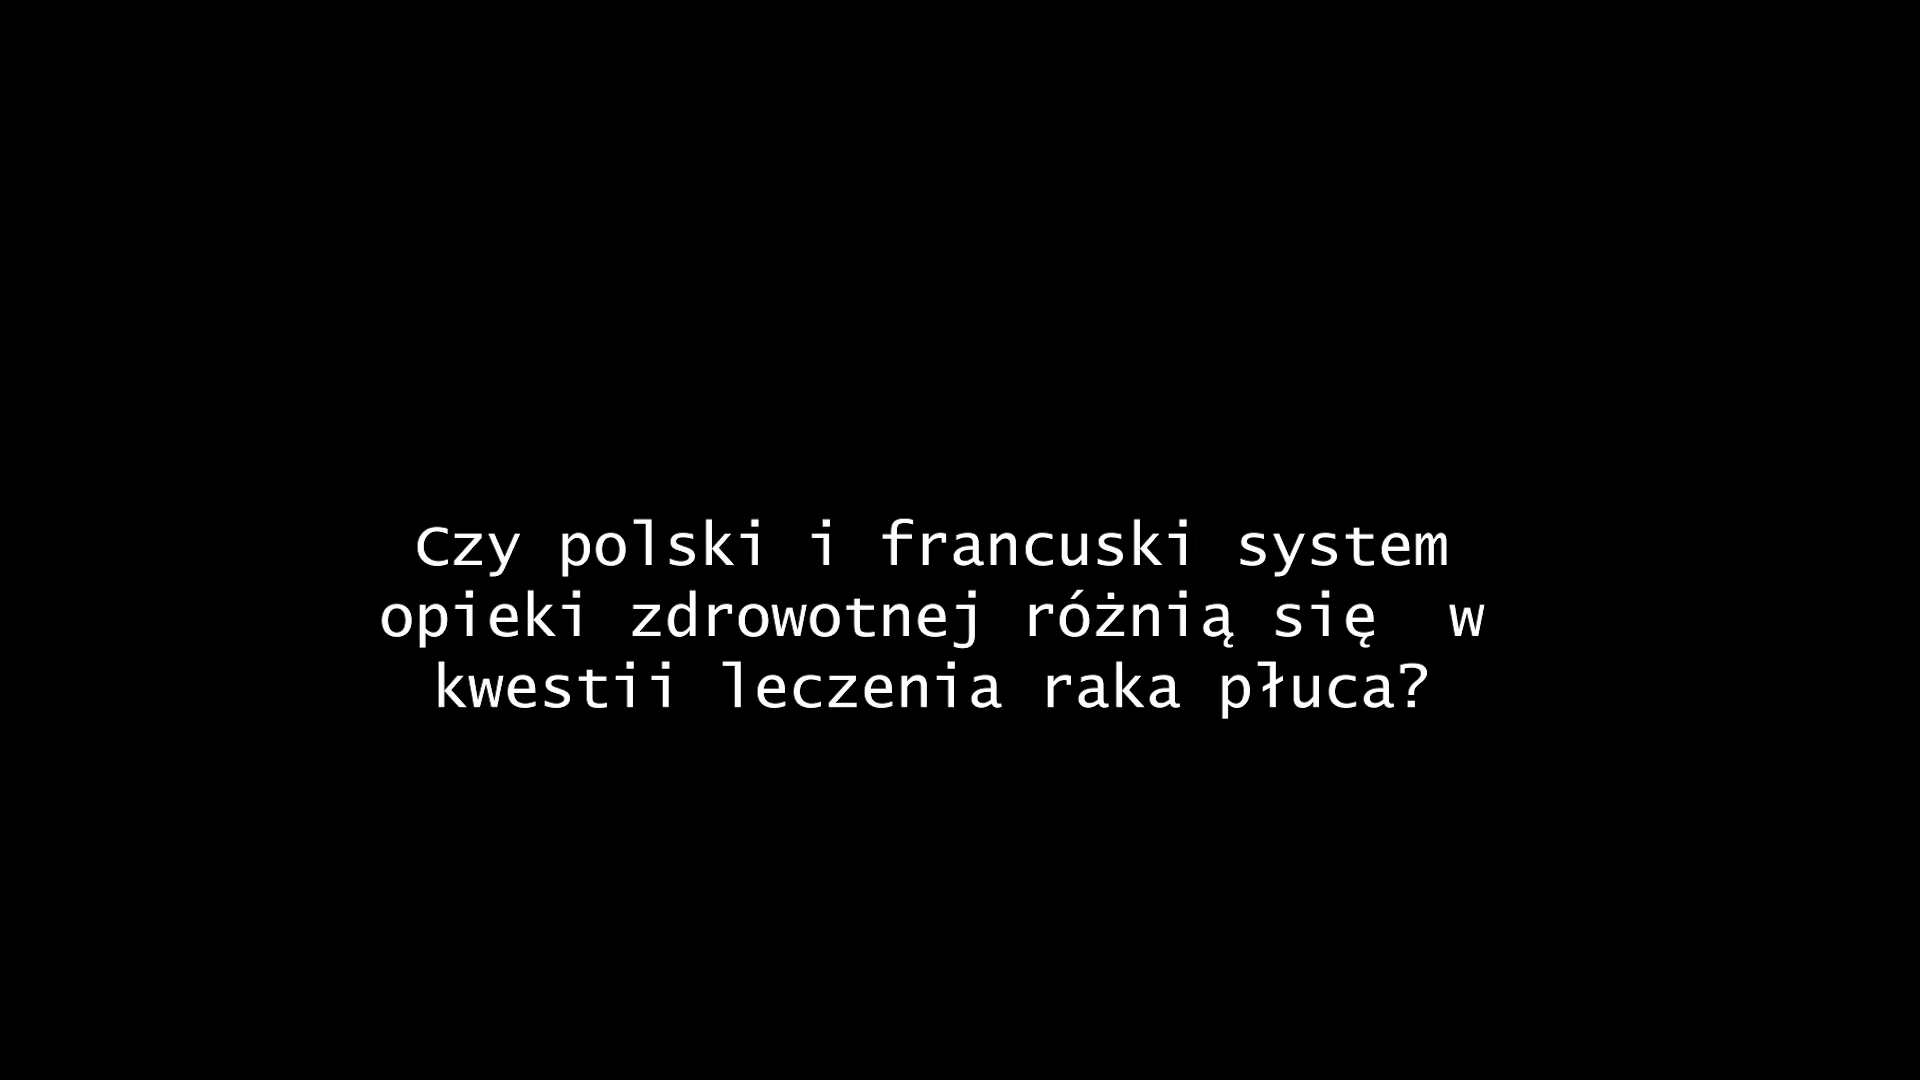 Czy polski i francuski system
opieki zdrowotnej różnią się  w
kwestii leczenia raka płuca?